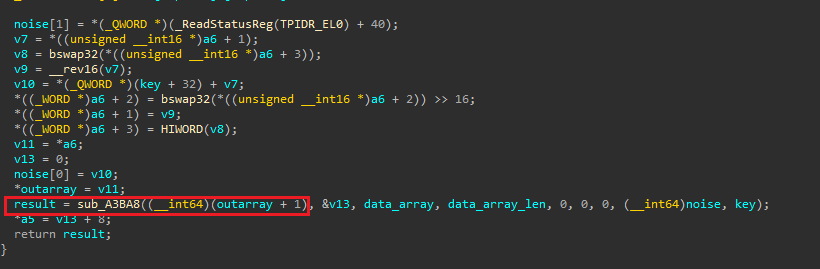 noise[1] = *(_QWORD *)(_ReadStatusReg(TPIDR_EL0) + 40);
v7 = *((unsigned __int16 *)a6 + 1);
v8 = bswap32(*((unsigned __int16 *)a6 + 3));
v9 = __rev16(v7);
v10 = *(_QWORD *)(key + 32) + v7;
*((_WORD *)a6 + 2) = bswap32(*((unsigned __int16 *)a6 + 2)) >> 16;
*((_WORD *)a6 + 1) = v9;
*((_WORD *)a6 + 3) = HIWORD(v8);
v11 = *a6;
v13 = 0;
noise[0] = v10;
*outarray = v11;
result = sub_A3BA8((__int64)(outarray + 1), &v13, data_array, data_array_len, 0, 0, 0, (__int64)noise, key);
*a5 = v13 + 8;
return result;
}